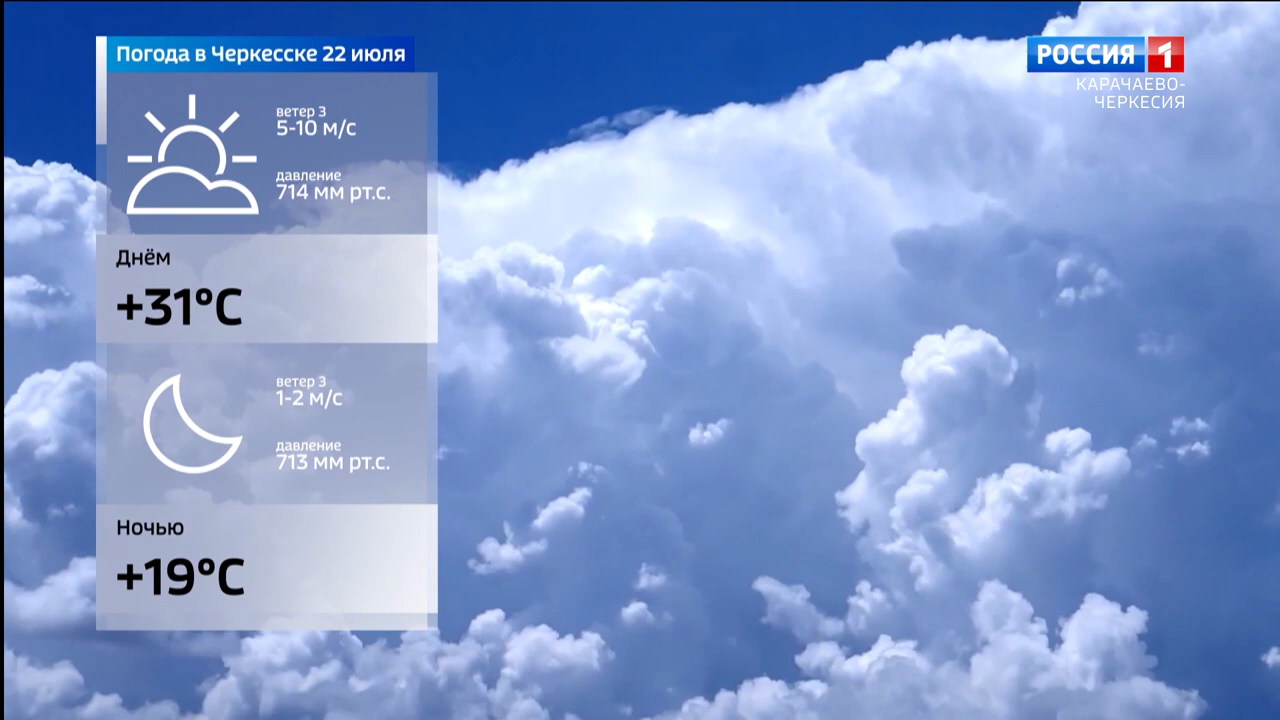 Погода в Черкесске 22 июля
РОССИЯ 1
КАРАЧАЕВО-
ЧЕРКЕСИЯ
ветер З
5-10 м/с
давление
714 мм рт.с.
Днём
+31°C
ветер З
1-2 м/с
давление
713 мм рт.с.
Ночью
+19°C